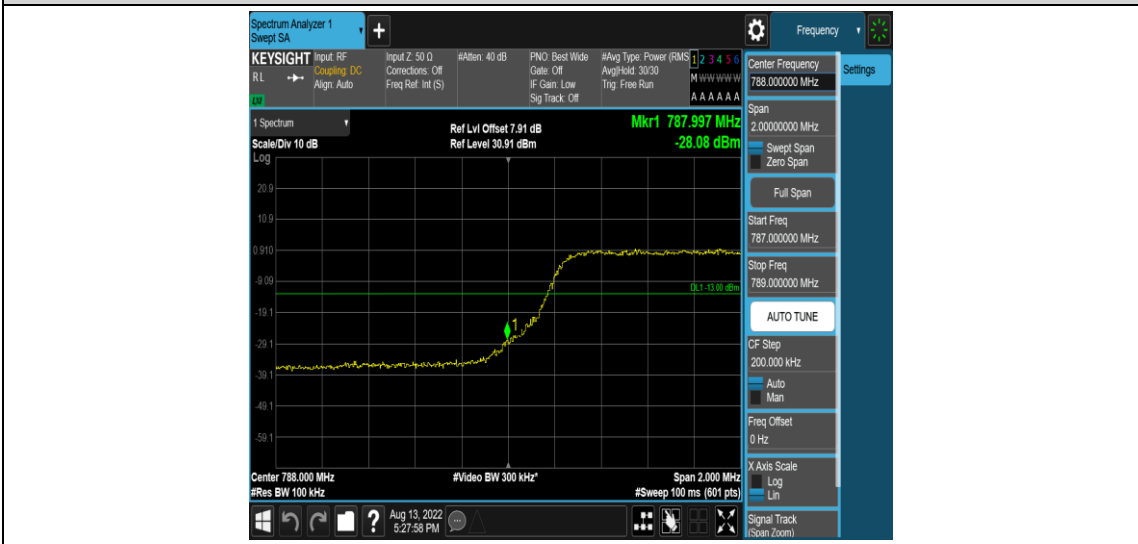 Spectrum Analyzer 1
Swept SA
+
Frequency
KEYSIGHT
Input: RF
Input Z: 50 Ω
#Atten: 40 dB
PNO: Best Wide
#Avg Type: Power (RMS
1 2 3 4 5 6
RL
Coupling: DC
Corrections: Off
Gate: Off
Avg|Hold: 30/30
M W W W W W
Align: Auto
Freq Ref: Int (S)
IF Gain: Low
Trig: Free Run
Sig Track: Off
A A A A A A
LXI
Center Frequency
788.000000 MHz
Settings
1 Spectrum
Ref Lvl Offset 7.91 dB
Mkr1 787.997 MHz
Scale/Div 10 dB
Ref Level 30.91 dBm
-28.08 dBm
Log
20.9
10.9
0.910
-9.09
DL1 -13.00 dBm
-19.1
1
-29.1
-39.1
-49.1
-59.1
Center 788.000 MHz
#Video BW 300 kHz*
Span 2.000 MHz
#Res BW 100 kHz
#Sweep 100 ms (601 pts)
Span
2.00000000 MHz
Swept Span
Zero Span
Full Span
Start Freq
787.000000 MHz
Stop Freq
789.000000 MHz
AUTO TUNE
CF Step
200.000 kHz
Auto
Man
Freq Offset
0 Hz
X Axis Scale
Log
Lin
Signal Track
(Span Zoom)
?
Aug 13, 2022
5:27:58 PM